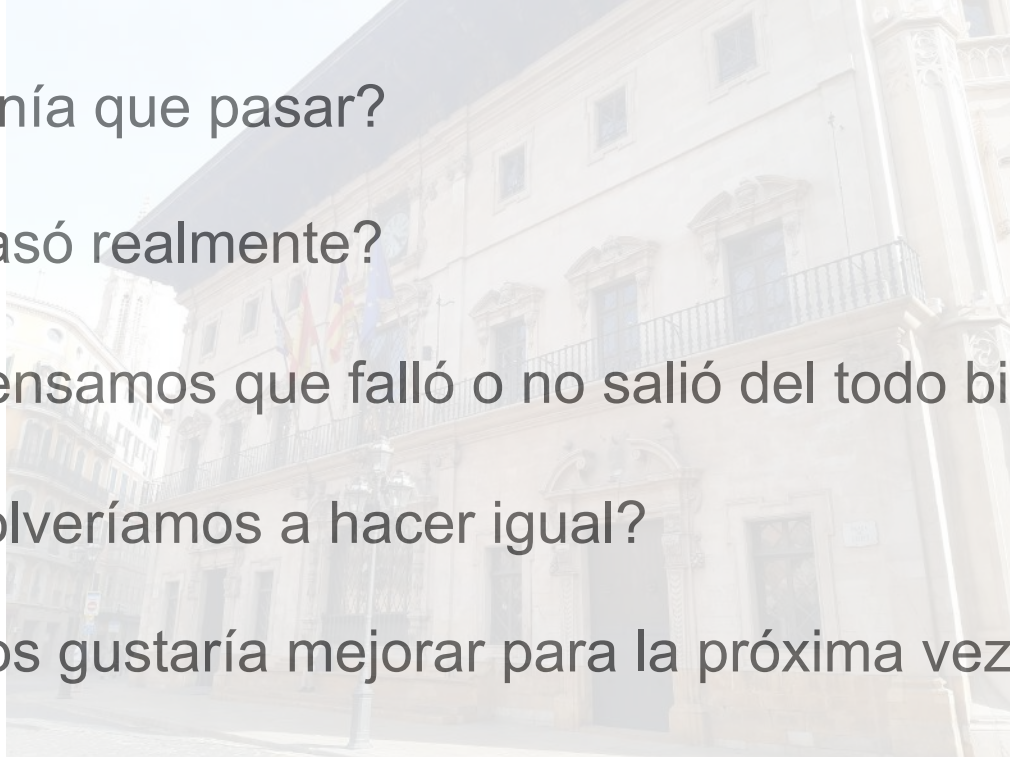 nía que pasar?
asó realmente?
ensamos que falló o no salió del todo bi
olveríamos a hacer igual?
os gustaría mejorar para la próxima vez